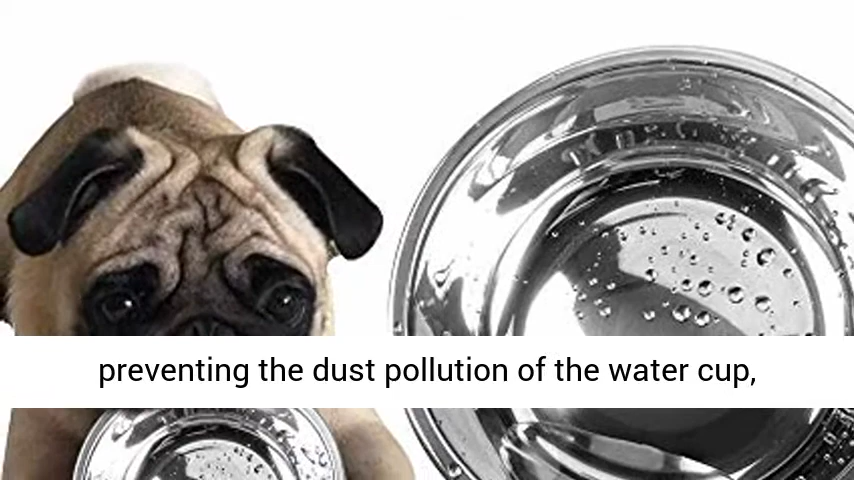 preventing the dust pollution of the water cup,